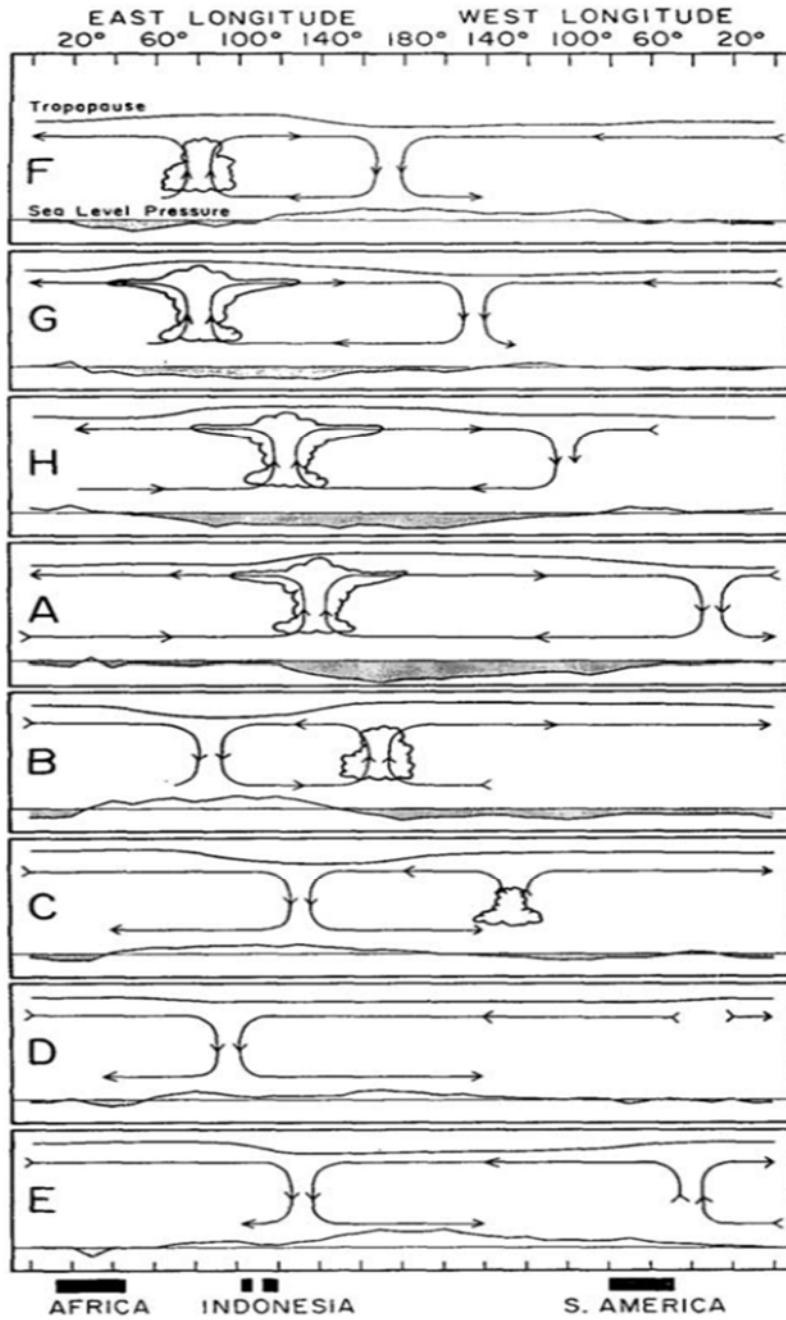 EAST LONGITUDE WEST LONGITUDE
20° 60° 100° 140° 180° 140° 100° 60° 20°
Tropopause
F
Sea Level Pressure
G
H
A
B
C
D
E
AFRICA INDONESIA S. AMERICA